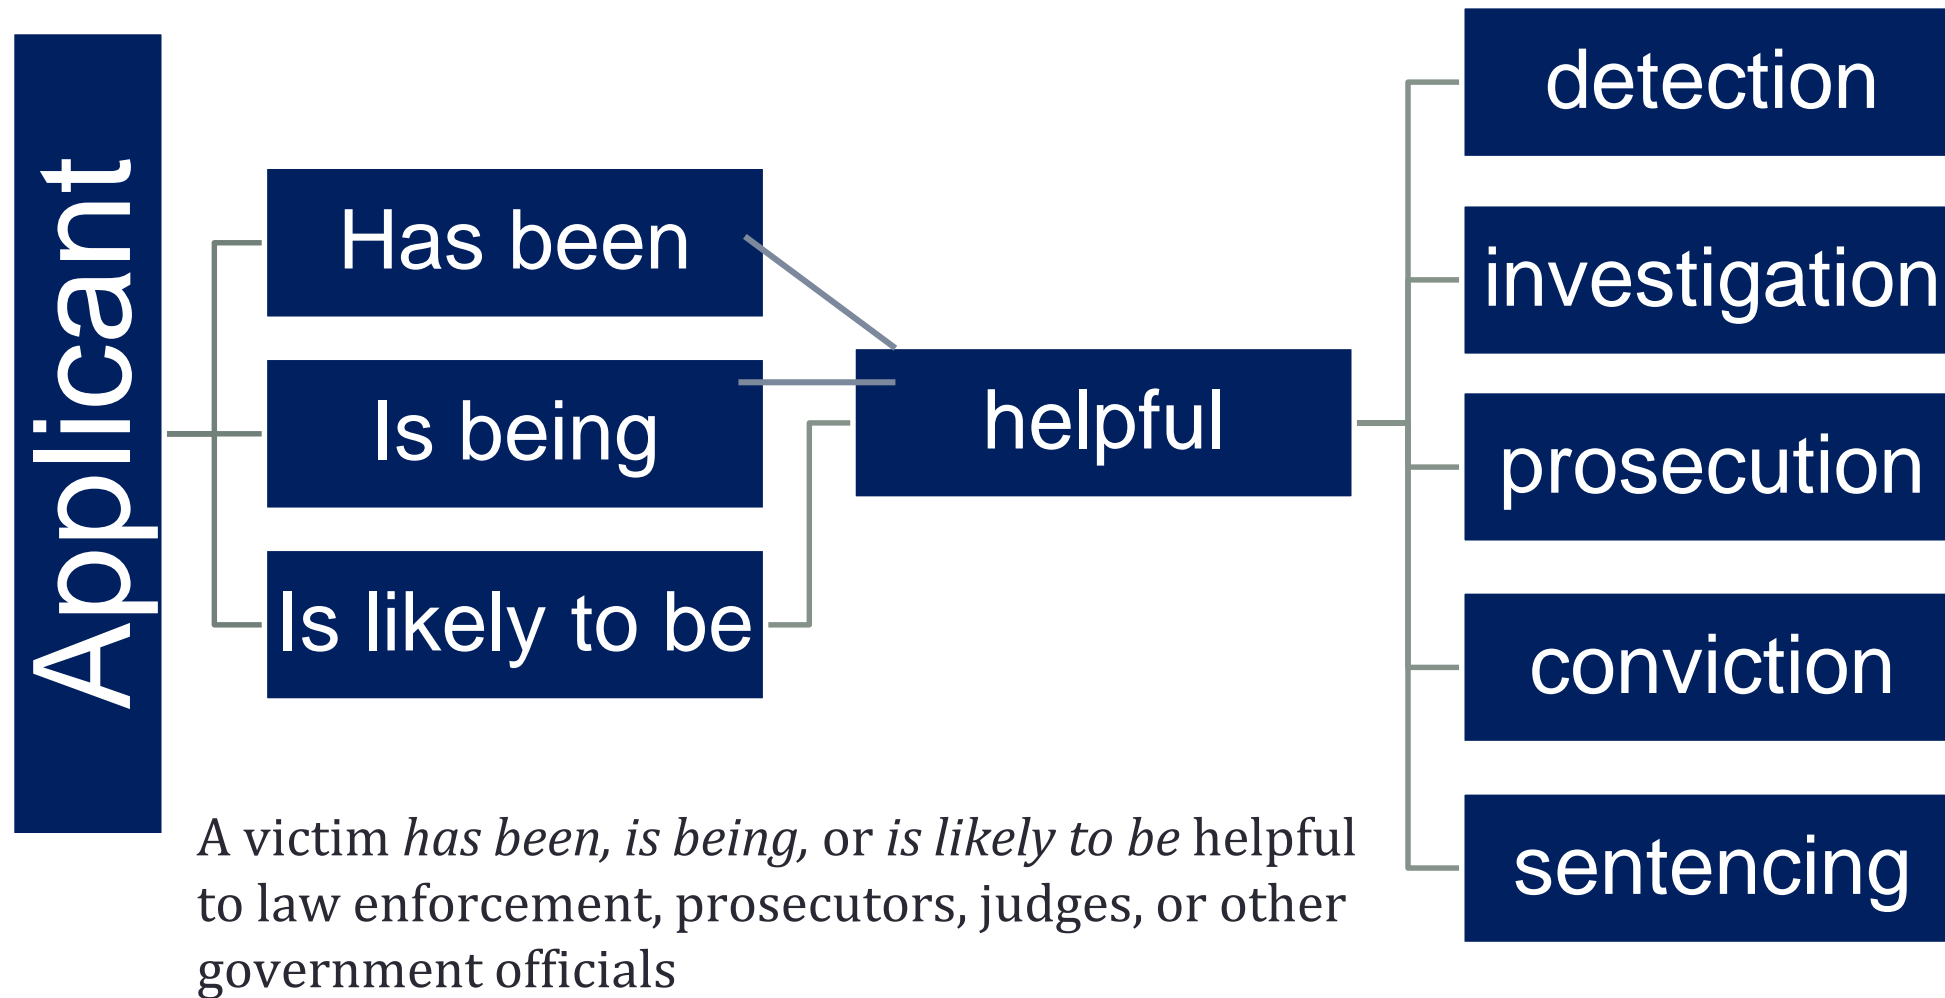 Applicant
Has been
Is being
Is likely to be
helpful
detection
investigation
prosecution
conviction
sentencing
A victim has been, is being, or is likely to be helpful
to law enforcement, prosecutors, judges, or other
government officials